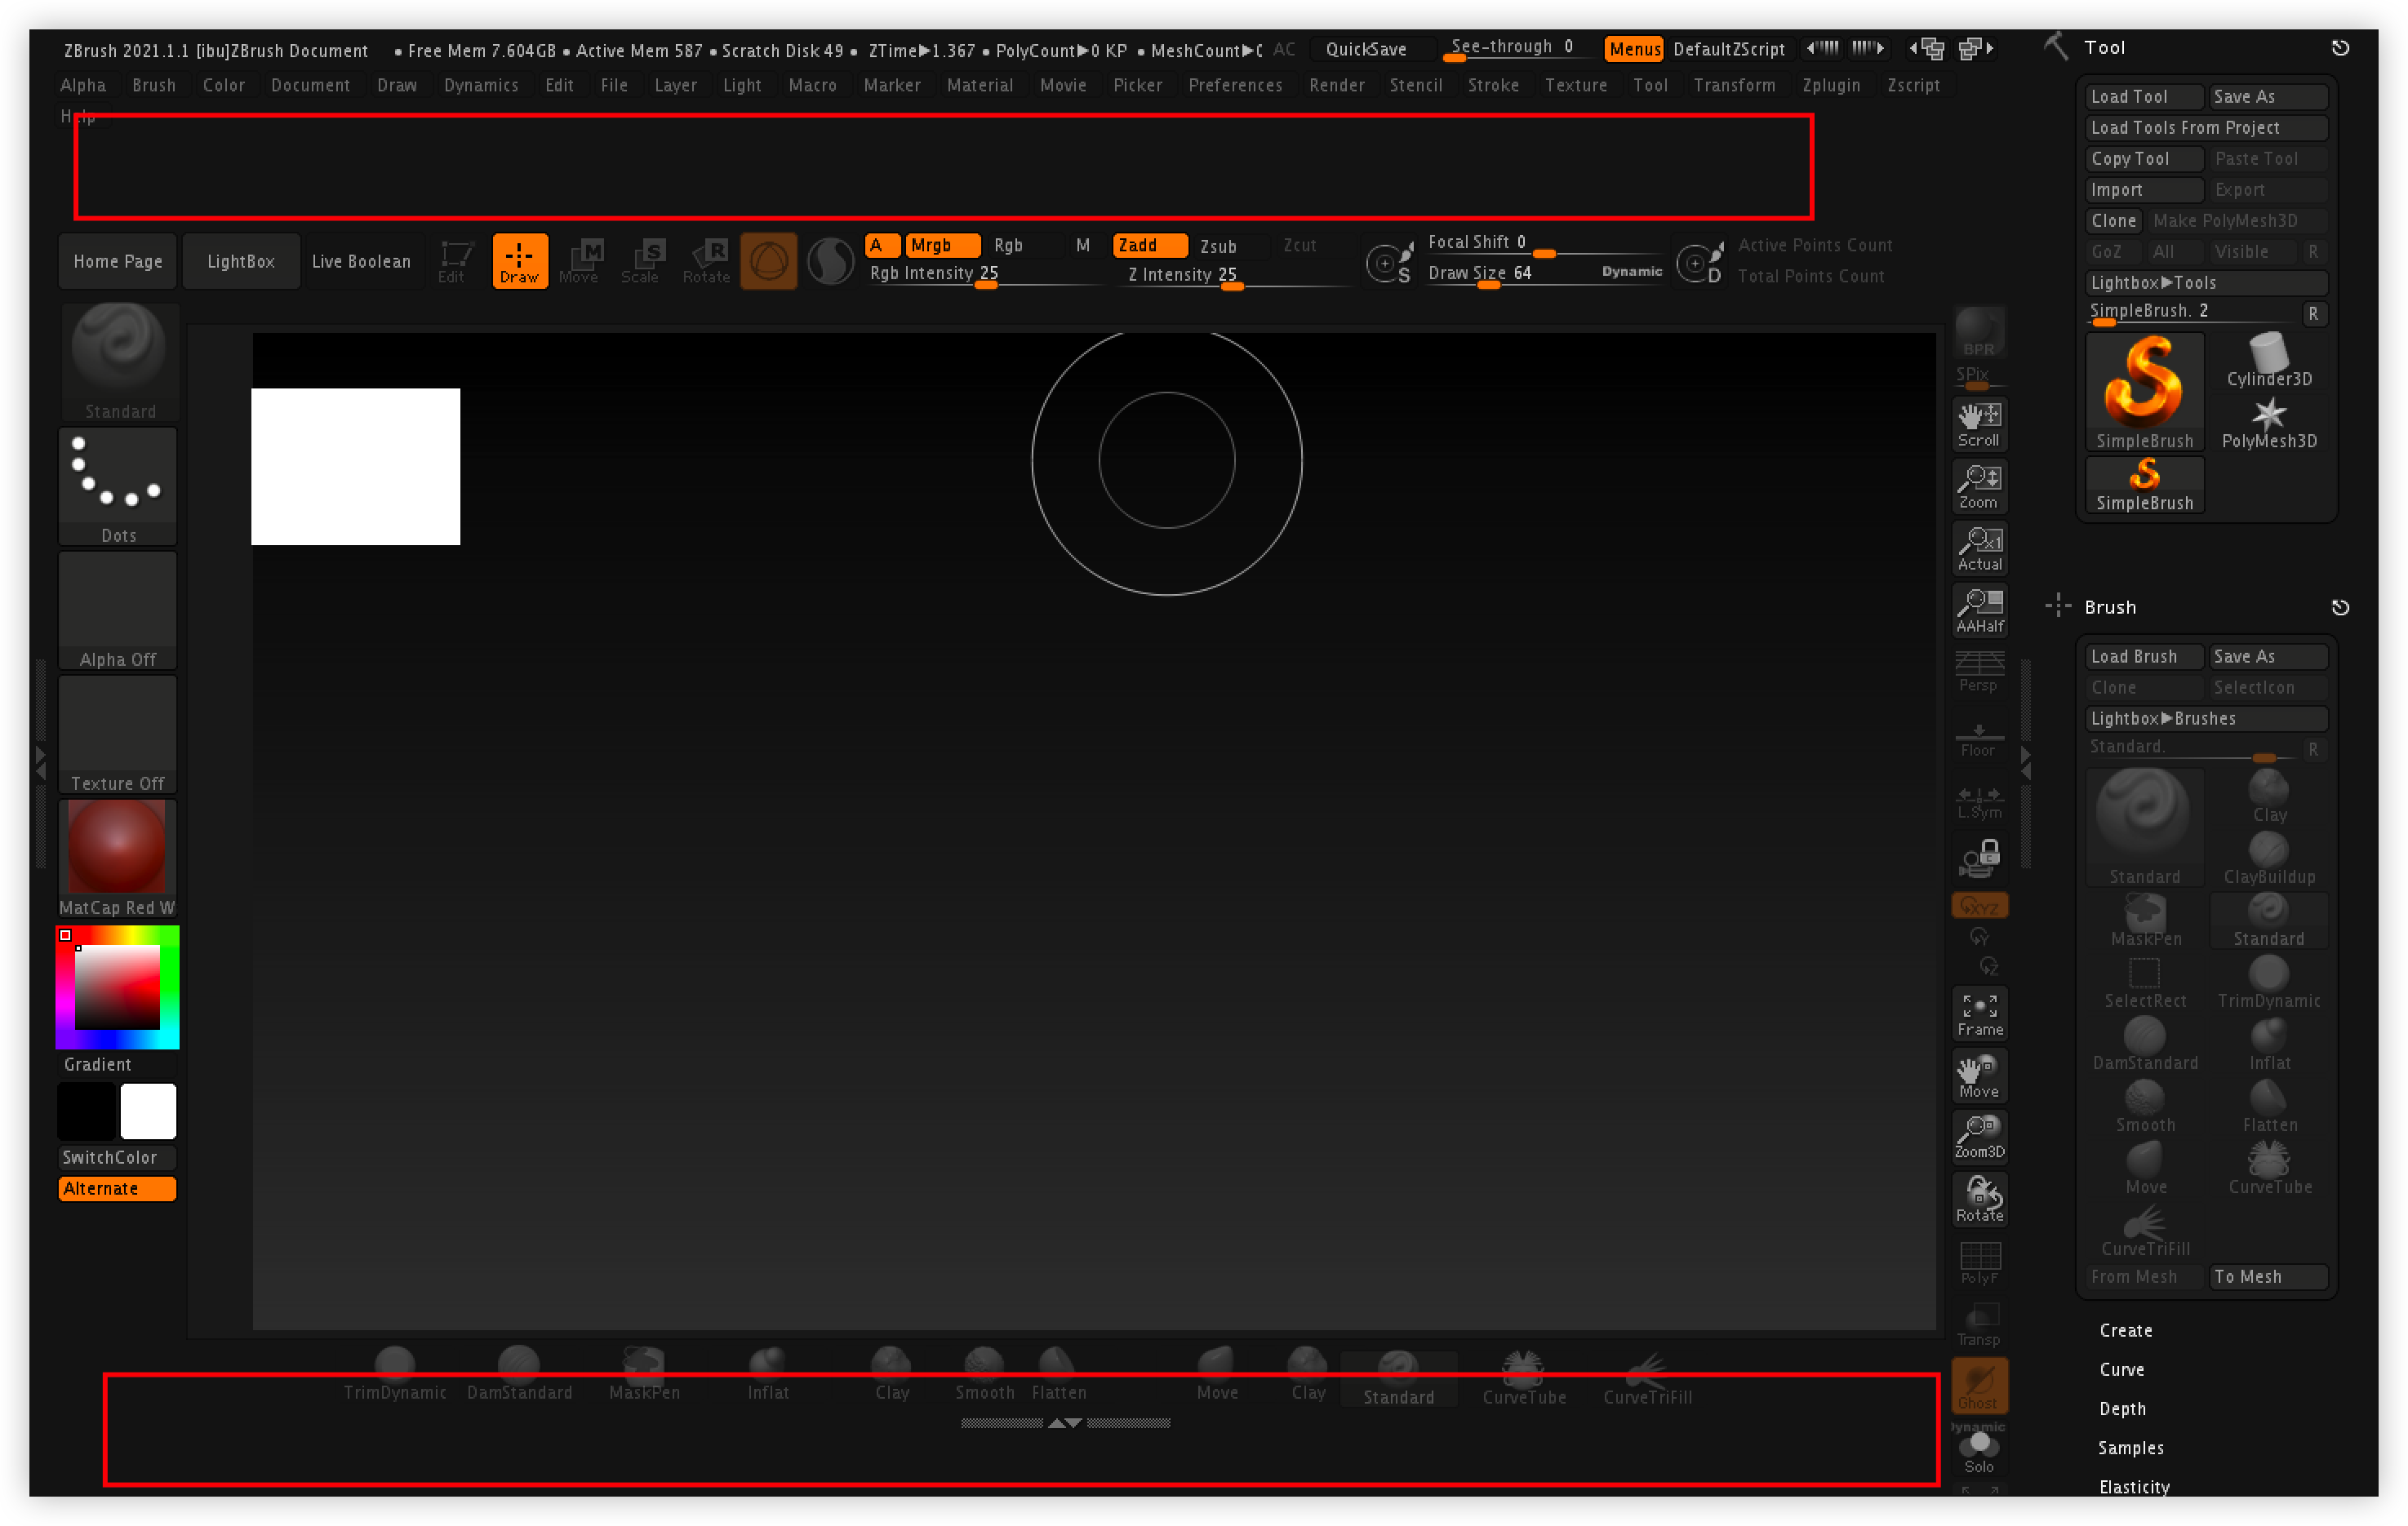 ZBrush 2021.1.1 [ibu]ZBrush Document • Free Mem 7.604GB • Active Mem 587 • Scratch Disk 49 • ZTime▶1.367 • PolyCount▶0 KP • MeshCount▶ AC QuickSave See-through 0 Menus DefaultZScript
Alpha Brush Color Document Draw Dynamics Edit File Layer Light Macro Marker Material Movie Picker Preferences Render Stencil Stroke Texture Tool Transform Zplugin Zscript
Help
Home Page LightBox Live Boolean Edit Draw Move Scale Rotate
M S R
A Mrgb Rgb M Zadd Zsub Zcut
Rgb Intensity 25 Z Intensity 25
S Focal Shift 0
Draw Size 64 Dynamic D
Active Points Count
Total Points Count
Standard
Dots
Alpha Off
Texture Off
MatCap Red W
Gradient
SwitchColor
Alternate
BPR
SPix
Scroll
Zoom
x1
Actual
AAHalf
Persp
Floor
L.Sym
XYZ
Y
Z
Frame
Move
Zoom3D
Rotate
PolyF
Transp
Ghost
Dynamic
Solo
TrimDynamic DamStandard MaskPen Inflat Clay Smooth Flatten Move Clay Standard CurveTube CurveTriFill
Tool
Load Tool Save As
Load Tools From Project
Copy Tool Paste Tool
Import Export
Clone Make PolyMesh3D
GoZ All Visible R
Lightbox▶Tools
SimpleBrush. 2 R
Cylinder3D
SimpleBrush PolyMesh3D
SimpleBrush
Brush
Load Brush Save As
Clone SelectIcon
Lightbox▶Brushes
Standard. R
Clay
Standard ClayBuildup
MaskPen Standard
SelectRect TrimDynamic
DamStandard Inflat
Smooth Flatten
Move CurveTube
CurveTriFill
From Mesh To Mesh
Create
Curve
Depth
Samples
Elasticity